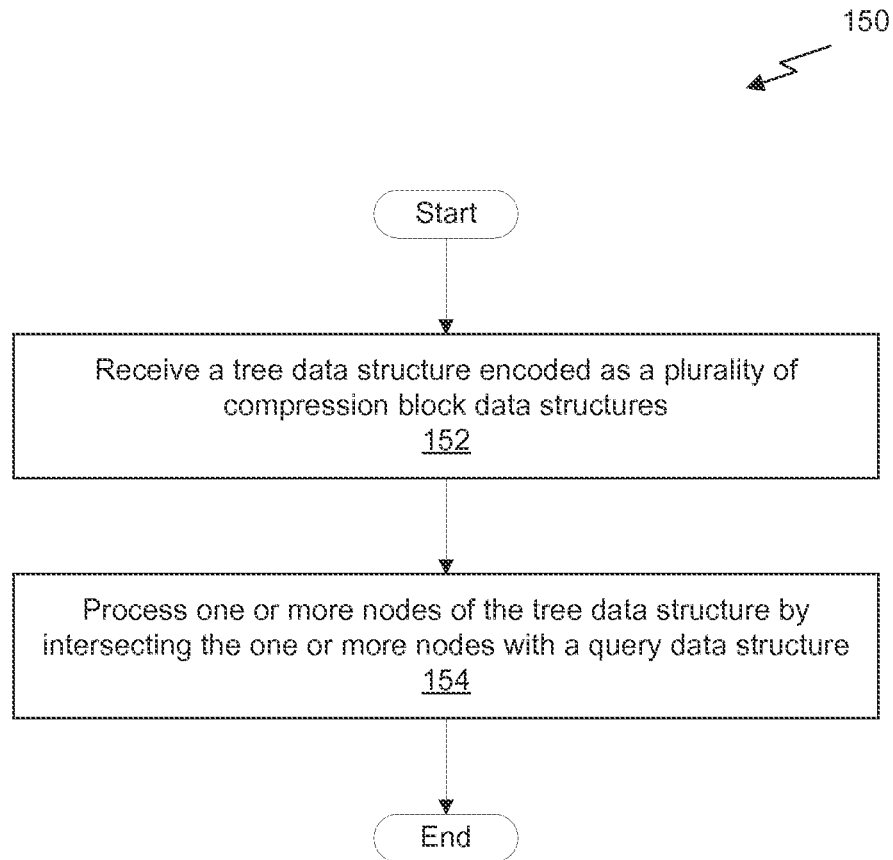 150
Start
Receive a tree data structure encoded as a plurality of
compression block data structures
152
Process one or more nodes of the tree data structure by
intersecting the one or more nodes with a query data structure
154
End